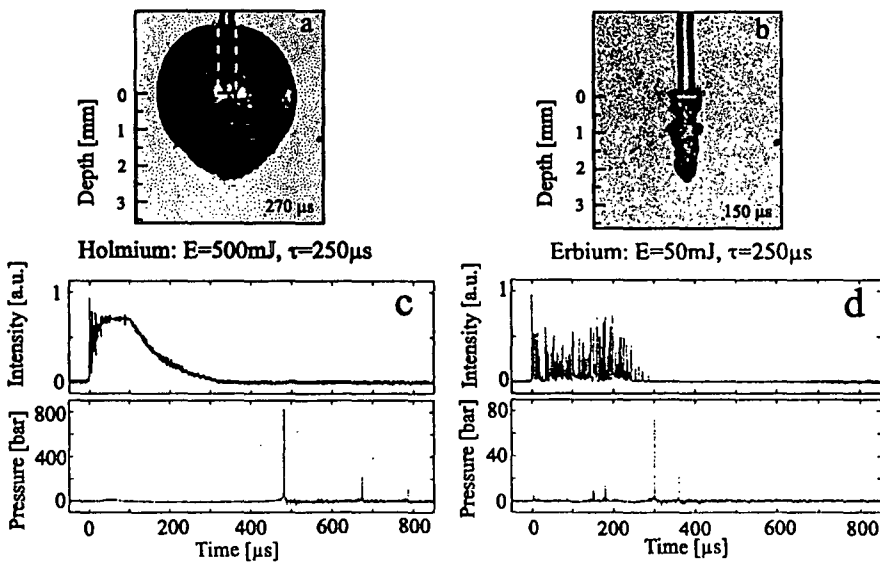 a
Depth [mm]
0
1
2
3
270 µs
Holmium: E=500mJ, τ=250µs
b
Depth [mm]
0
1
2
3
150 µs
Erbium: E=50mJ, τ=250µs
c
Intensity [a.u.]
1
0
Pressure [bar]
800
400
0
0 200 400 600 800
Time [µs]
d
Intensity [a.u.]
1
0
Pressure [bar]
80
40
0
0 200 400 600 800
Time [µs]